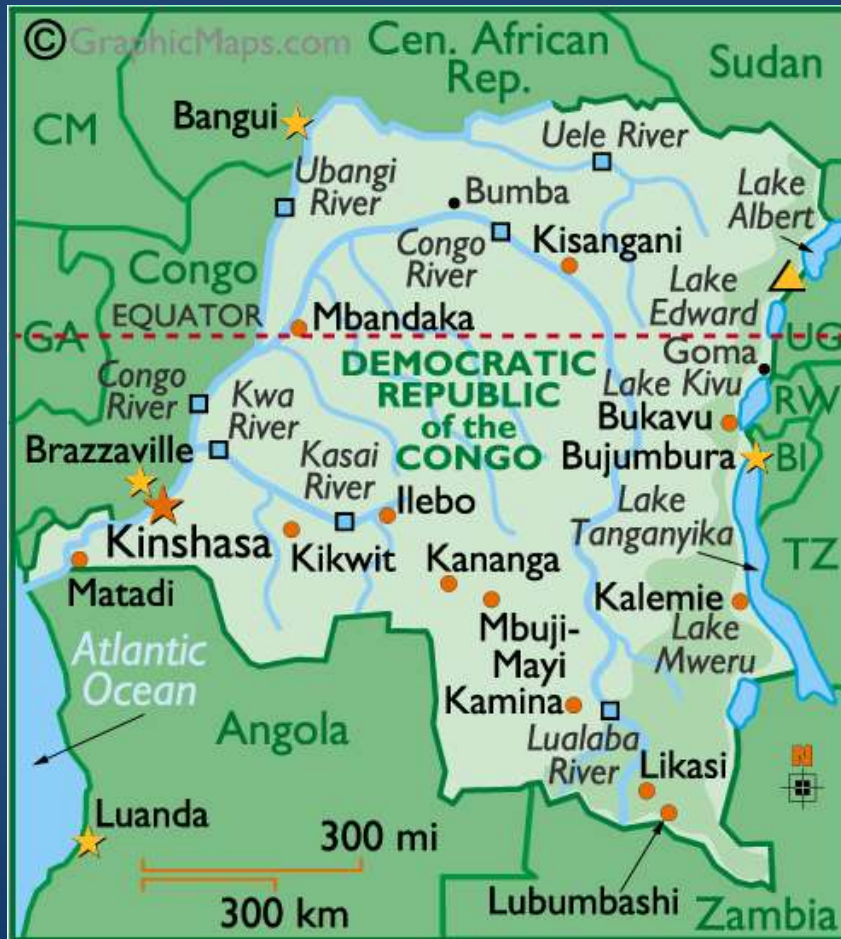 ©GraphicMaps.com
Cen. African
Rep.
Sudan
CM
Bangui
Uele River
Ubangi
River
Bumba
Lake
Albert
Congo
River
Kisangani
Congo
Lake
Edward
EQUATOR
Mbandaka
GA
UG
DEMOCRATIC
REPUBLIC
of the
CONGO
Goma
Lake Kivu
RW
Congo
River
Kwa
River
Bukavu
Brazzaville
Kasai
River
Bujumbura
BI
Ilebo
Lake
Tanganyika
Kinshasa
Kikwit
Kananga
TZ
Matadi
Kalemie
Mbuji-
Mayi
Lake
Mweru
Atlantic
Ocean
Kamina
Angola
Lualaba
River
Likasi
N
Luanda
300 mi
300 km
Lubumbashi
Zambia